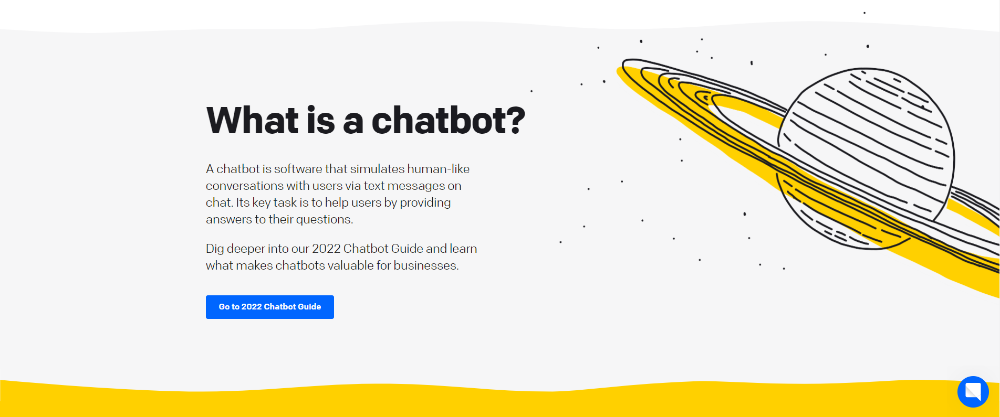 What is a chatbot?
A chatbot is software that simulates human-like
conversations with users via text messages on
chat. Its key task is to help users by providing
answers to their questions.
Dig deeper into our 2022 Chatbot Guide and learn
what makes chatbots valuable for businesses.
Go to 2022 Chatbot Guide